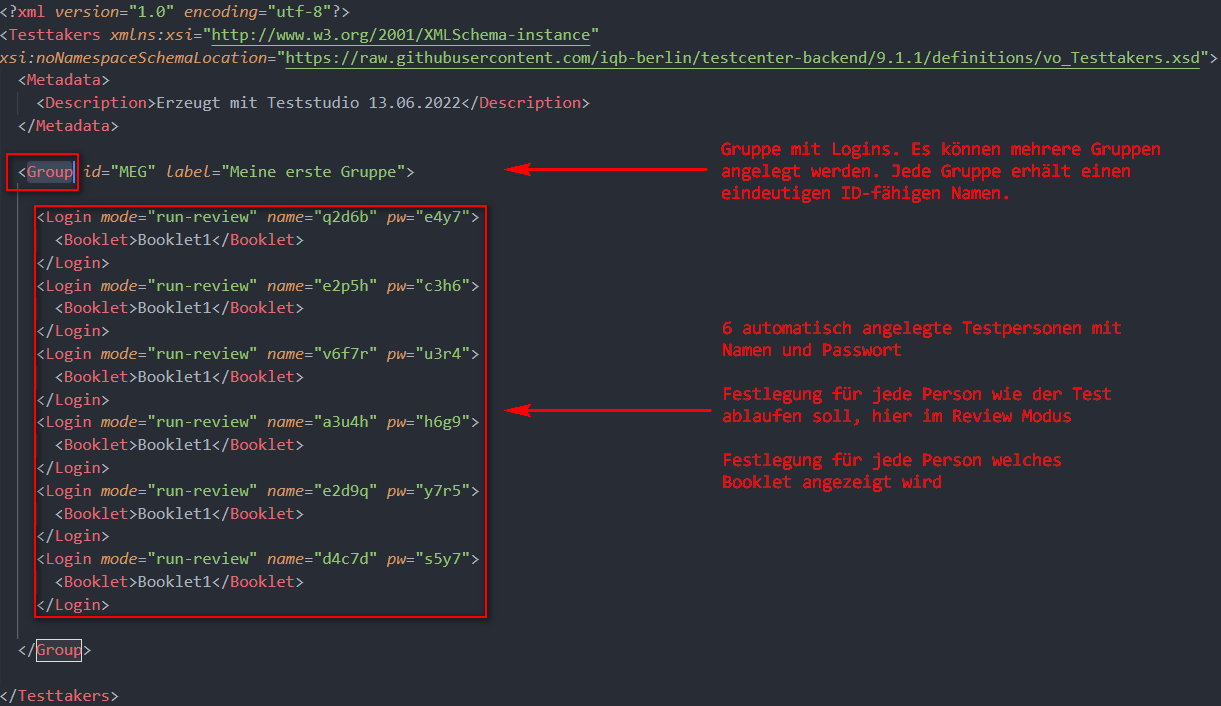 <?xml version="1.0" encoding="utf-8"?>
<Testtakers xmlns:xsi="http://www.w3.org/2001/XMLSchema-instance"
xsi:noNamespaceSchemaLocation="https://raw.githubusercontent.com/iqb-berlin/testcenter-backend/9.1.1/definitions/vo_Testtakers.xsd">
<Metadata>
<Description>Erzeugt mit Teststudio 13.06.2022</Description>
</Metadata>
<Group id="MEG" label="Meine erste Gruppe">
<Login mode="run-review" name="q2d6b" pw="e4y7">
<Booklet>Booklet1</Booklet>
</Login>
<Login mode="run-review" name="e2p5h" pw="c3h6">
<Booklet>Booklet1</Booklet>
</Login>
<Login mode="run-review" name="v6f7r" pw="u3r4">
<Booklet>Booklet1</Booklet>
</Login>
<Login mode="run-review" name="a3u4h" pw="h6g9">
<Booklet>Booklet1</Booklet>
</Login>
<Login mode="run-review" name="e2d9q" pw="y7r5">
<Booklet>Booklet1</Booklet>
</Login>
<Login mode="run-review" name="d4c7d" pw="s5y7">
<Booklet>Booklet1</Booklet>
</Login>
</Group>
</Testtakers>
Gruppe mit Logins. Es können mehrere Gruppen
angelegt werden. Jede Gruppe erhält einen
eindeutigen ID-fähigen Namen.
6 automatisch angelegte Testpersonen mit
Namen und Passwort
Festlegung für jede Person wie der Test
ablaufen soll, hier im Review Modus
Festlegung für jede Person welches
Booklet angezeigt wird